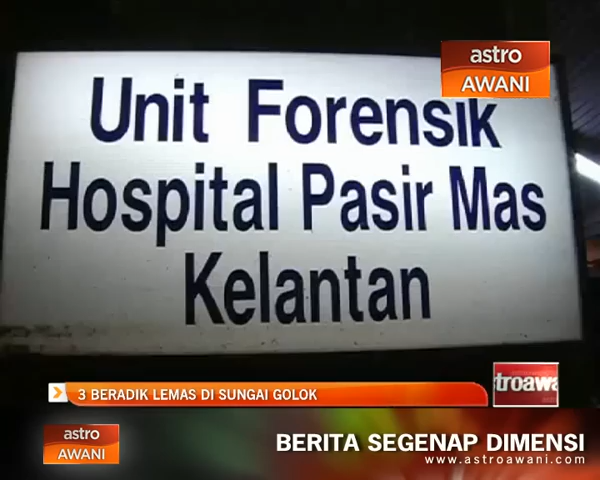 astro
AWANI
Unit Forensik
Hospital Pasir Mas
Kelantan
3 BERADIK LEMAS DI SUNGAI GOLOK
troawa
astro
AWANI
BERITA SEGENAP DIMENSI
www.astroawani.com